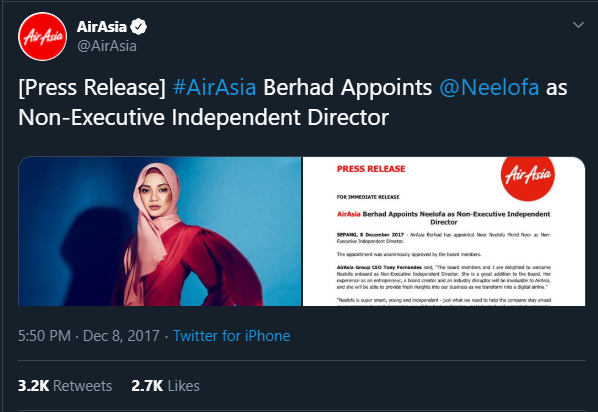 AirAsia
@AirAsia
[Press Release] #AirAsia Berhad Appoints @Neelofa as
Non-Executive Independent Director
PRESS RELEASE
AirAsia
FOR IMMEDIATE RELEASE
AirAsia Berhad Appoints Neelofa as Non-Executive Independent
Director
SEPANG, 8 December 2017 - AirAsia Berhad has appointed Noor Neelofa Mohd Noor as Non-
Executive Independent Director.
The appointment was unanimously approved by the board members.
AirAsia Group CEO Tony Fernandes said, "The board members and I are delighted to welcome
Neelofa onboard as Non-Executive Independent Director. She is a great addition to the board. Her
experience as an entrepreneur, a brand creator and an industry disruptor will be invaluable to AirAsia,
and she will be able to provide fresh insights into our business as we transform into a digital airline."
"Neelofa is super smart, young and independent - just what we need to help the company stay ahead
5:50 PM · Dec 8, 2017 · Twitter for iPhone
3.2K Retweets 2.7K Likes